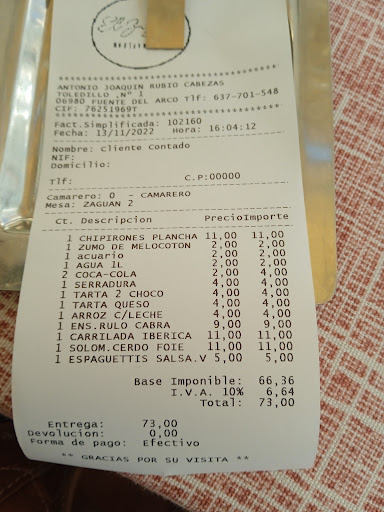 ANTONIO JOAQUIN RUBIO CABEZAS
TOLEDILLO ,Nº 1
06980 FUENTE DEL ARCO Tlf: 637-701-548
CIF: 76251969T
Fact.Simplificada: 102160
Fecha: 13/11/2022 Hora: 16:04:12
Nombre: Cliente Contado
NIF:
Domicilio:
Tlf: C.P:00000
Camarero: 0 - CAMARERO
Mesa: ZAGUAN 2
Ct. Descripcion Precio Importe
1 CHIPIRONES PLANCHA 11,00 11,00
1 ZUMO DE MELOCOTON 2,00 2,00
1 acuario 2,00 2,00
1 AGUA 1L 2,00 2,00
2 COCA-COLA 2,00 4,00
1 SERRADURA 4,00 4,00
1 TARTA 2 CHOCO 4,00 4,00
1 TARTA QUESO 4,00 4,00
1 ARROZ C/LECHE 4,00 4,00
1 ENS.RULO CABRA 9,00 9,00
1 CARRILADA IBERICA 11,00 11,00
1 SOLOM.CERDO FOIE 11,00 11,00
1 ESPAGUETTIS SALSA.V 5,00 5,00
Base Imponible: 66,36
I.V.A. 10% 6,64
Total: 73,00
Entrega: 73,00
Devolucion: 0,00
Forma de pago: Efectivo
** GRACIAS POR SU VISITA **